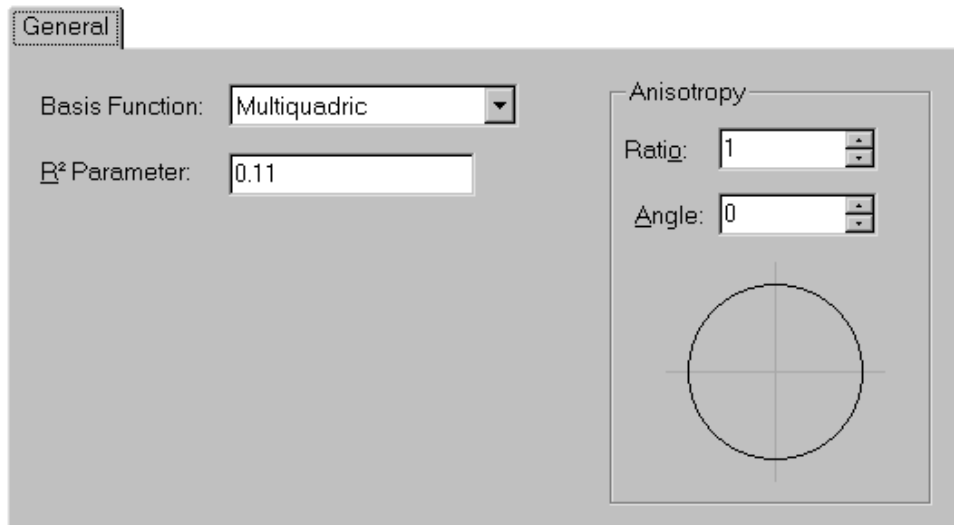 General
Basis Function: Multiquadric
R² Parameter: 0.11
Anisotropy
Ratio: 1
Angle: 0